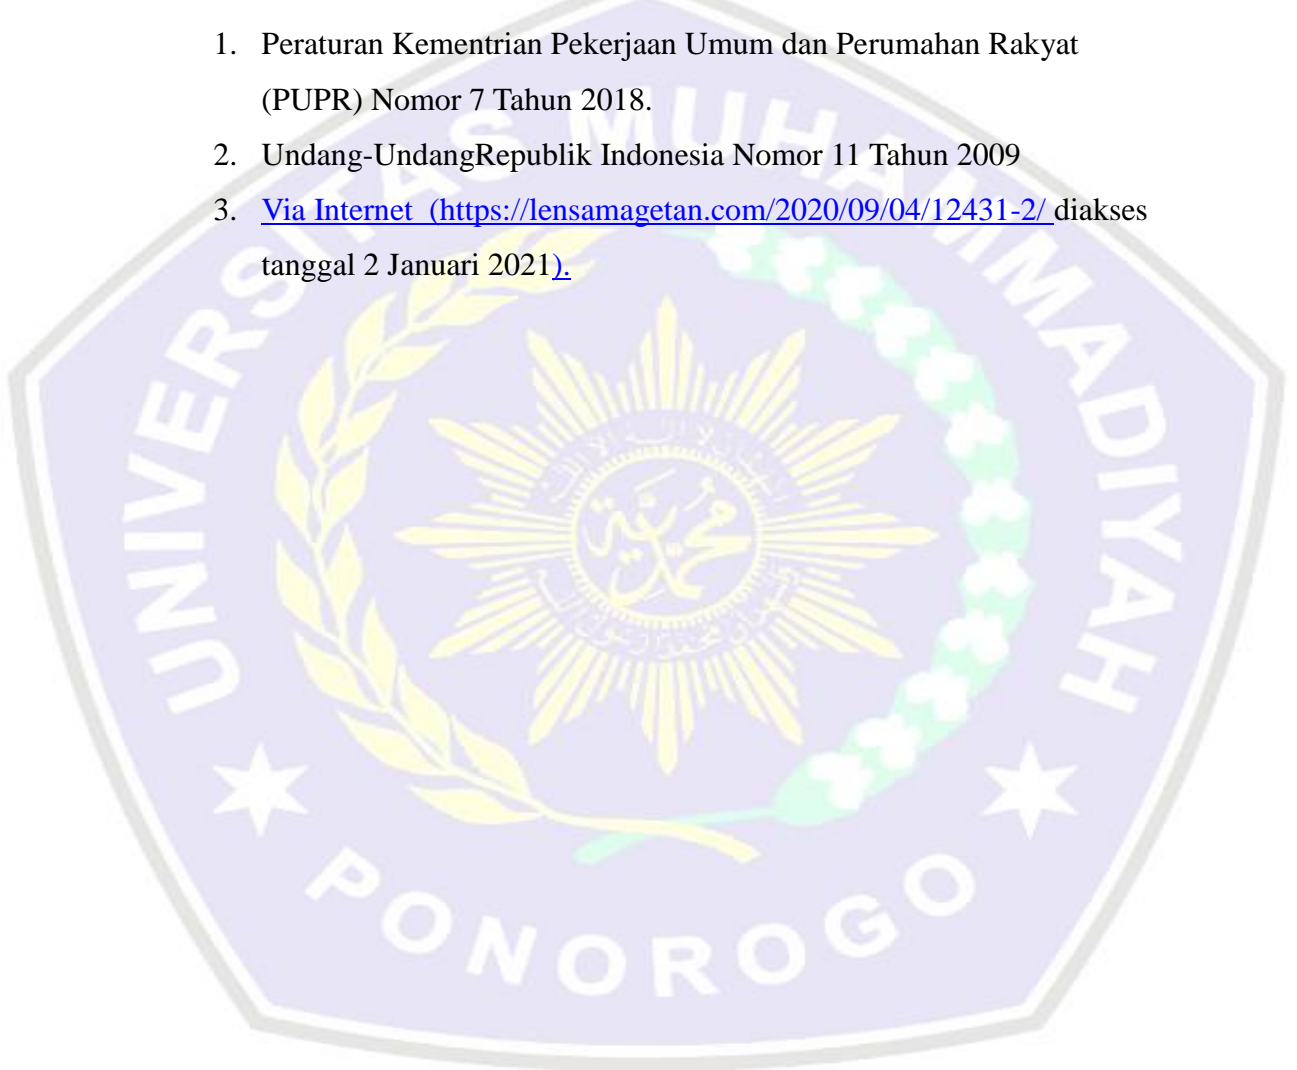 1. Peraturan Kementrian Pekerjaan Umum dan Perumahan Rakyat
(PUPR) Nomor 7 Tahun 2018.
2. Undang-UndangRepublik Indonesia Nomor 11 Tahun 2009
3. Via Internet  (https://lensamagetan.com/2020/09/04/12431-2/ diakses
tanggal 2 Januari 2021).
UNIVERSITAS MUHAMMADIYAH
محمدية
PONOROGO